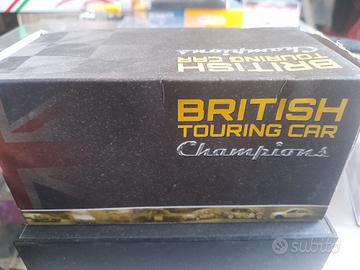 BRITISH
TOURING CAR
Champions
BRITISH
TOURING CAR
Champions
subito